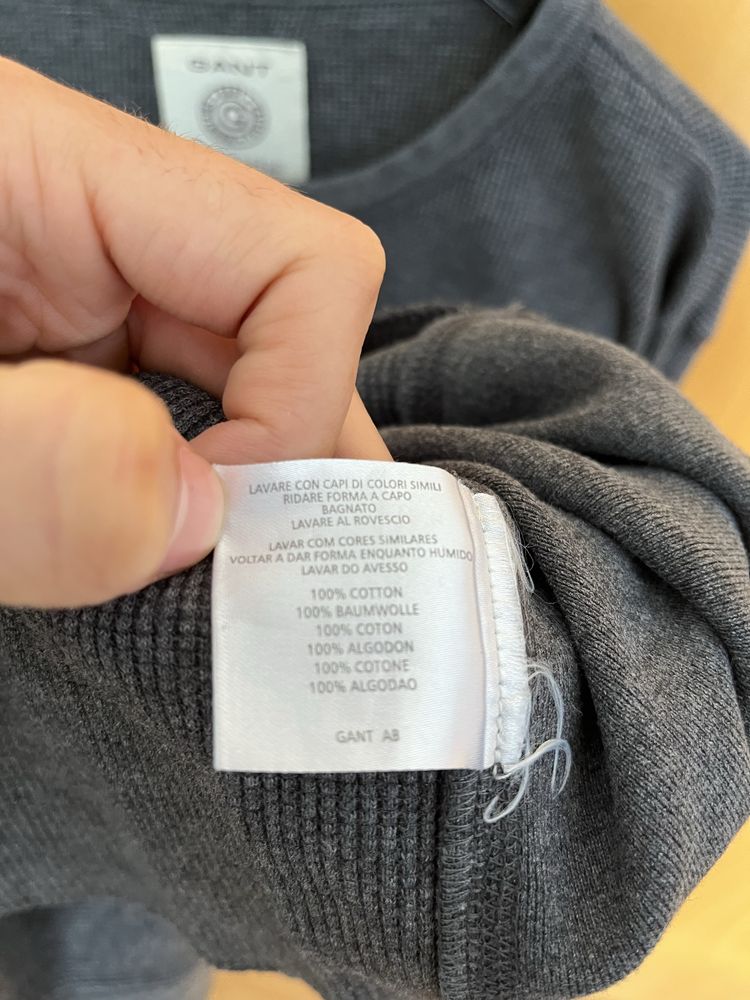 GANT
LAVARE CON CAPI DI COLORI SIMILI
RIDARE FORMA A CAPO
BAGNATO
LAVARE AL ROVESCIO
LAVAR COM CORES SIMILARES
VOLTAR A DAR FORMA ENQUANTO HUMIDO
LAVAR DO AVESSO
100% COTTON
100% BAUMWOLLE
100% COTON
100% ALGODON
100% COTONE
100% ALGODAO
GANT AB